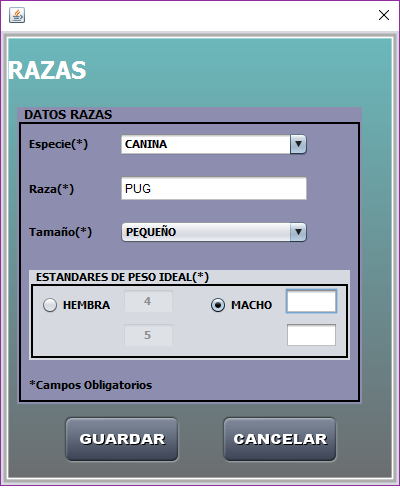 RAZAS
DATOS RAZAS
Especie(*) CANINA
Raza(*) PUG
Tamaño(*) PEQUEÑO
ESTANDARES DE PESO IDEAL(*)
HEMBRA 4 MACHO
5
*Campos Obligatorios
GUARDAR CANCELAR